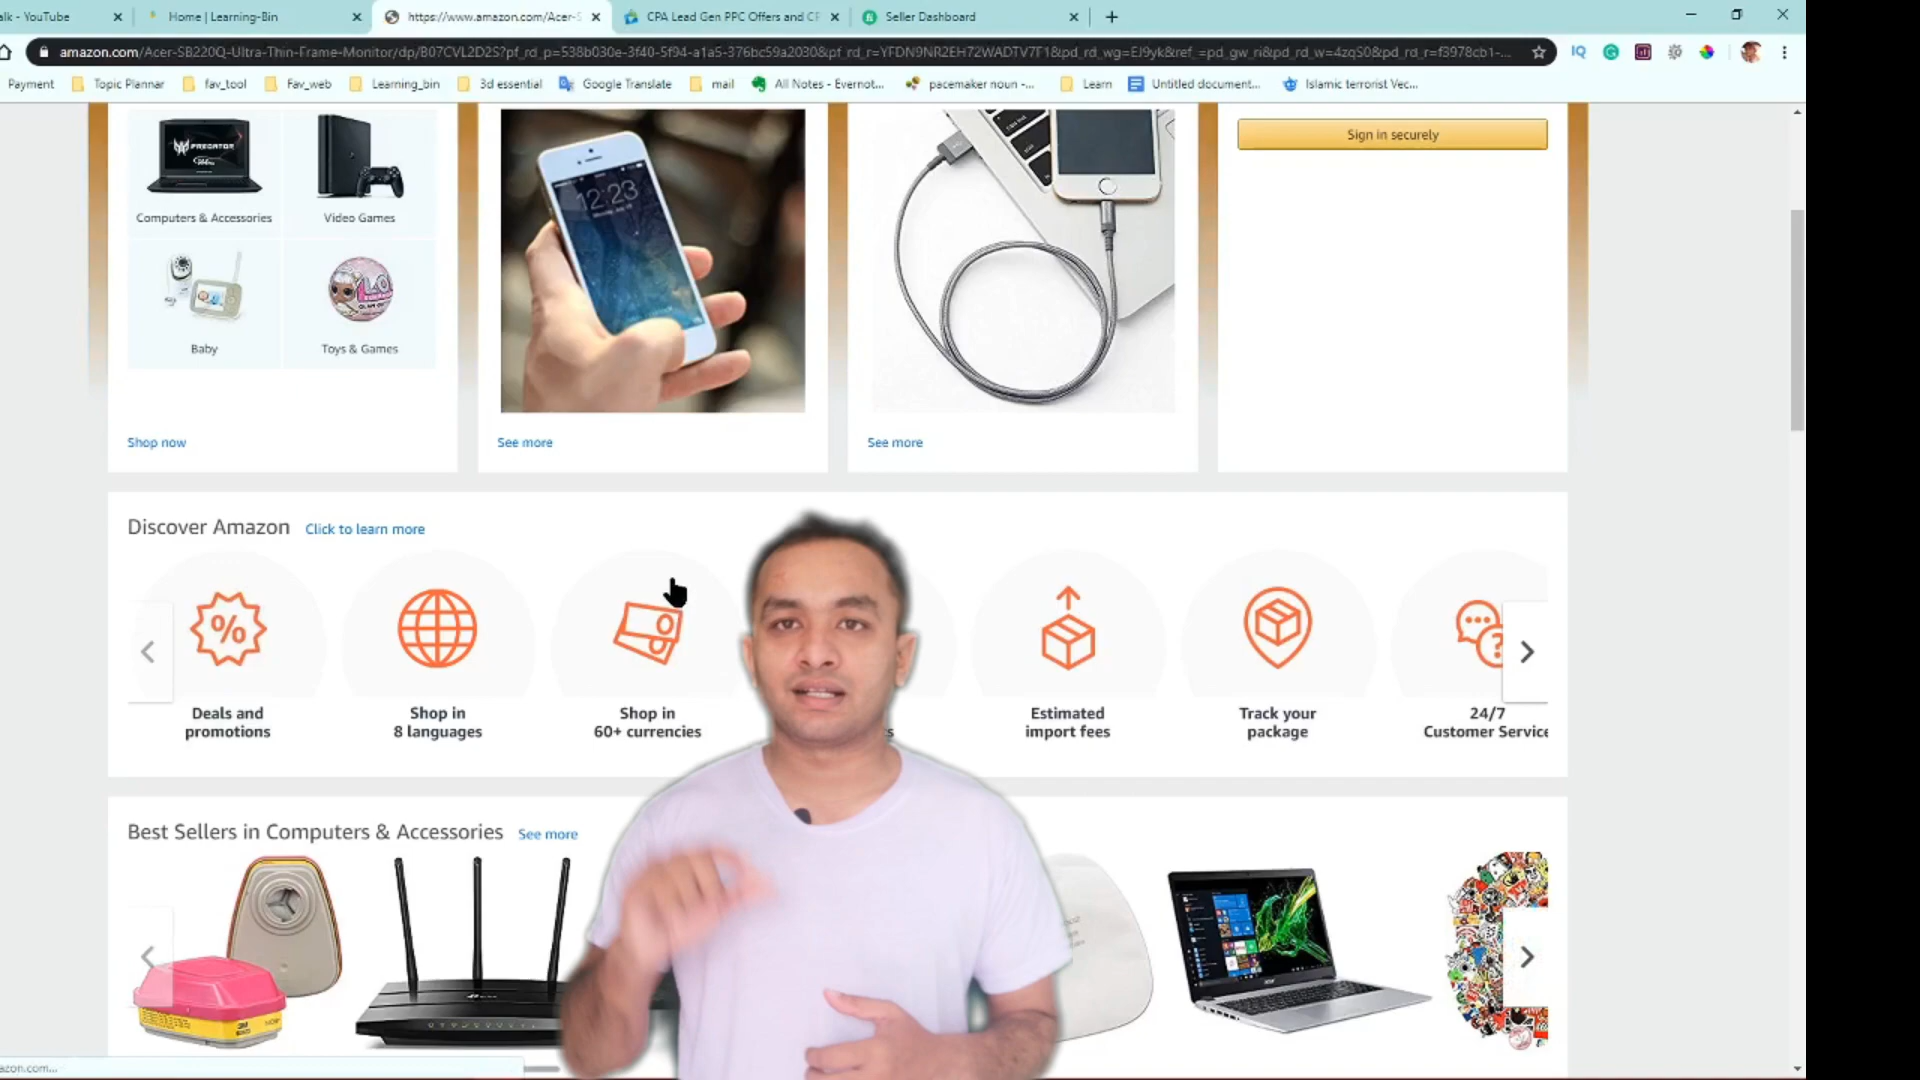 alk - YouTube
Home | Learning-Bin
https://www.amazon.com/Acer-S
CPA Lead Gen PPC Offers and CP
Seller Dashboard
amazon.com/Acer-SB220Q-Ultra-Thin-Frame-Monitor/dp/B07CVL2D2S?pf_rd_p=538b030e-3f40-5f94-a1a5-376bc59a2030&pf_rd_r=YFDN9NR2EH72WADTV7F1&pd_rd_wg=EJ9yk&ref_=pd_gw_ri&pd_rd_w=4zqS0&pd_rd_r=f3978cb1-...
Payment
Topic Plannar
fav_tool
Fav_web
Learning_bin
3d essential
Google Translate
mail
All Notes - Evernot...
pacemaker noun -...
Learn
Untitled document...
Islamic terrorist Vec...
PREDATOR
12:23
Sign in securely
Computers & Accessories
Video Games
Baby
Toys & Games
Shop now
See more
See more
Discover Amazon
Click to learn more
Deals and
promotions
Shop in
8 languages
Shop in
60+ currencies
Estimated
import fees
Track your
package
24/7
Customer Service
Best Sellers in Computers & Accessories
See more
3M
azon.com...